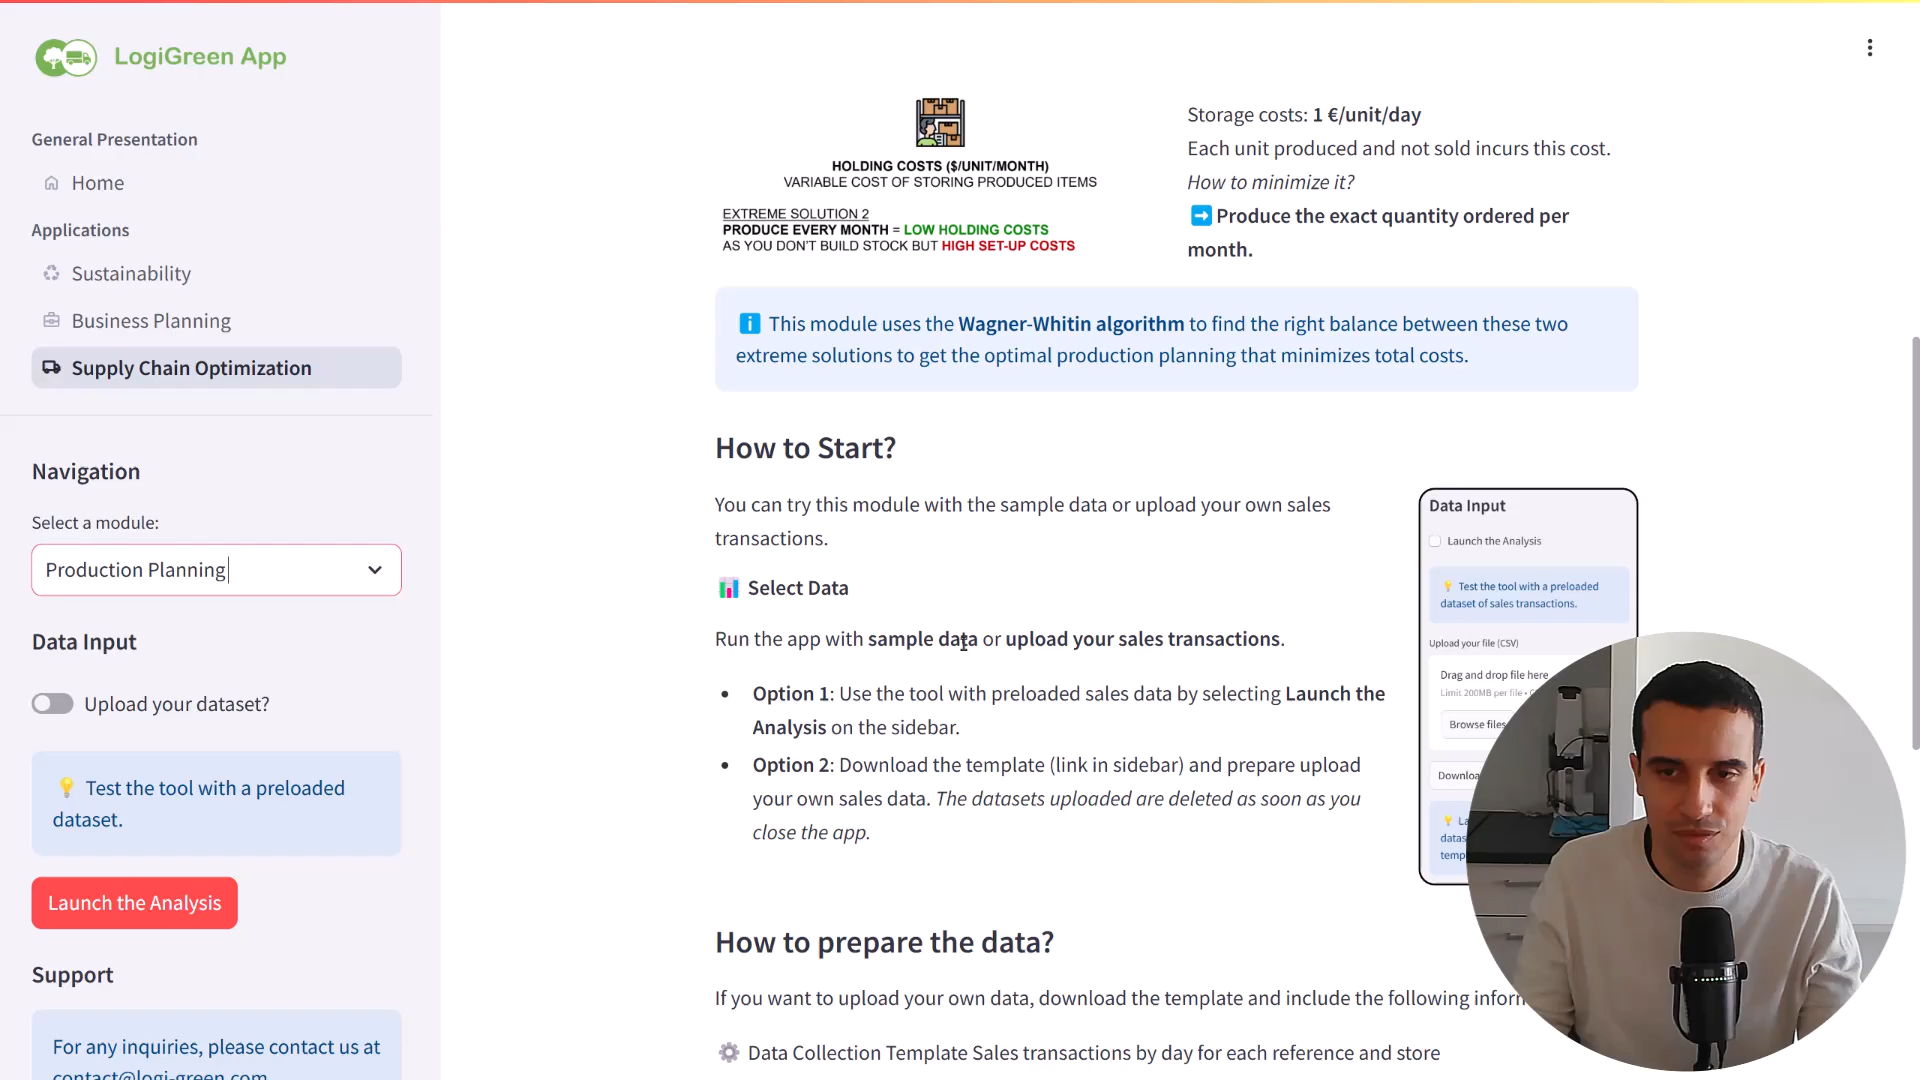 LogiGreen App
General Presentation
Home
Applications
Sustainability
Business Planning
Supply Chain Optimization
Navigation
Select a module:
Production Planning
Data Input
Upload your dataset?
Test the tool with a preloaded
dataset.
Launch the Analysis
Support
For any inquiries, please contact us at
contact@logi-green.com
HOLDING COSTS ($/UNIT/MONTH)
VARIABLE COST OF STORING PRODUCED ITEMS
EXTREME SOLUTION 2
PRODUCE EVERY MONTH = LOW HOLDING COSTS
AS YOU DON'T BUILD STOCK BUT HIGH SET-UP COSTS
Storage costs: 1 €/unit/day
Each unit produced and not sold incurs this cost.
How to minimize it?
➡️ Produce the exact quantity ordered per
month.
ℹ️ This module uses the Wagner-Whitin algorithm to find the right balance between these two
extreme solutions to get the optimal production planning that minimizes total costs.
How to Start?
You can try this module with the sample data or upload your own sales
transactions.
Select Data
Run the app with sample data or upload your sales transactions.
• Option 1: Use the tool with preloaded sales data by selecting Launch the
Analysis on the sidebar.
• Option 2: Download the template (link in sidebar) and prepare upload
your own sales data. The datasets uploaded are deleted as soon as you
close the app.
Data Input
Launch the Analysis
Test the tool with a preloaded
dataset of sales transactions.
Upload your file (CSV)
Drag and drop file here
Limit 200MB per file •
Browse files
How to prepare the data?
If you want to upload your own data, download the template and include the following
Data Collection Template Sales transactions by day for each reference and store